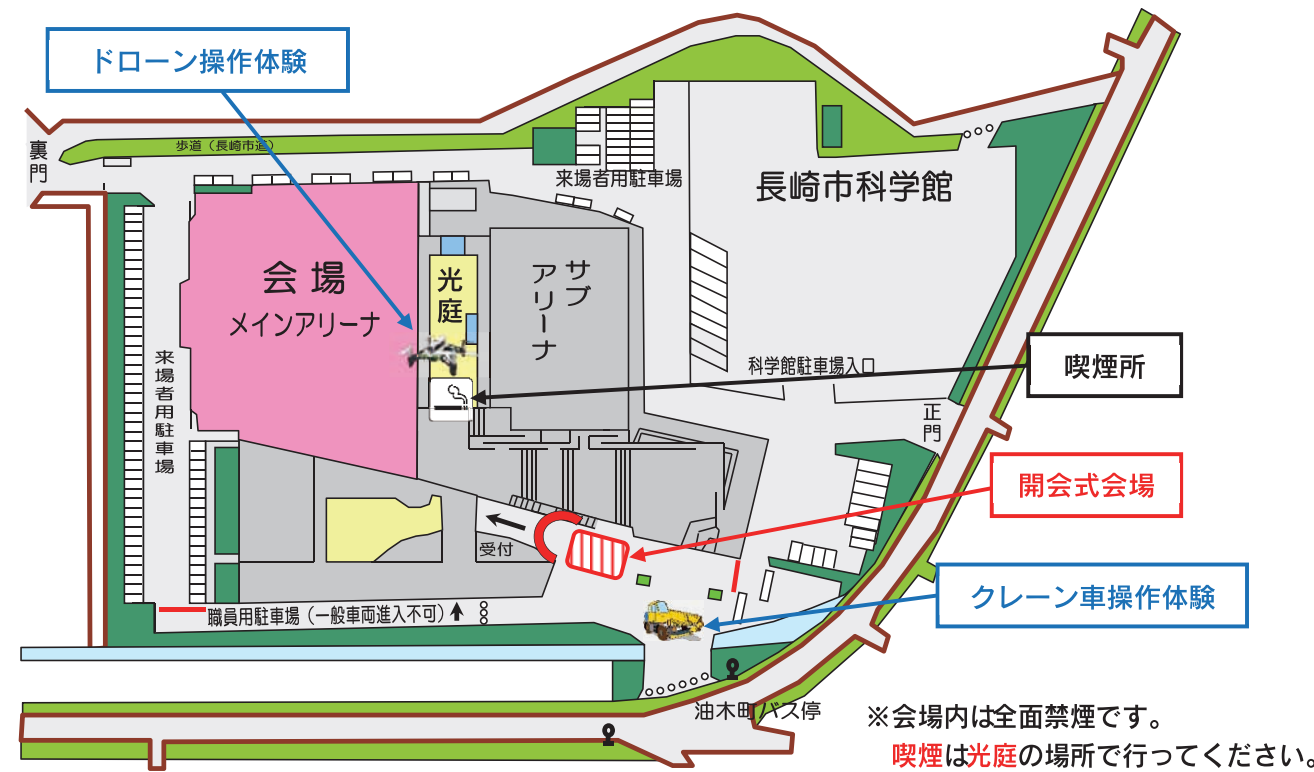 ドローン操作体験
裏門
歩道（長崎市道）
来場者用駐車場
長崎市科学館
会場
メインアリーナ
光庭
サブ
アリーナ
来場者用駐車場
科学館駐車場入口
喫煙所
正門
開会式会場
受付
クレーン車操作体験
職員用駐車場（一般車両進入不可）
油木町バス停
※会場内は全面禁煙です。
喫煙は光庭の場所で行ってください。